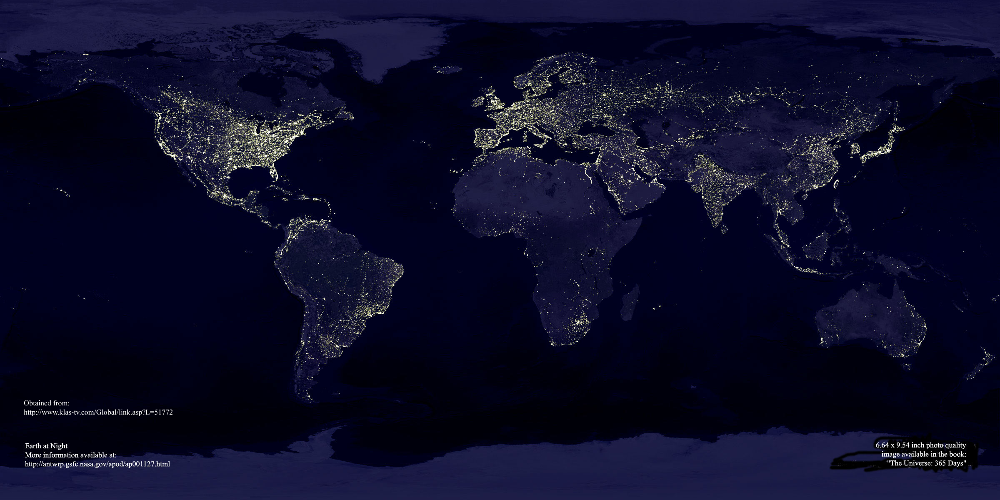 Obtained from:
http://www.klas-tv.com/Global/link.asp?L=51772
Earth at Night
More information available at:
http://antwrp.gsfc.nasa.gov/apod/ap001127.html
6.64 x 9.54 inch photo quality
image available in the book:
"The Universe: 365 Days"